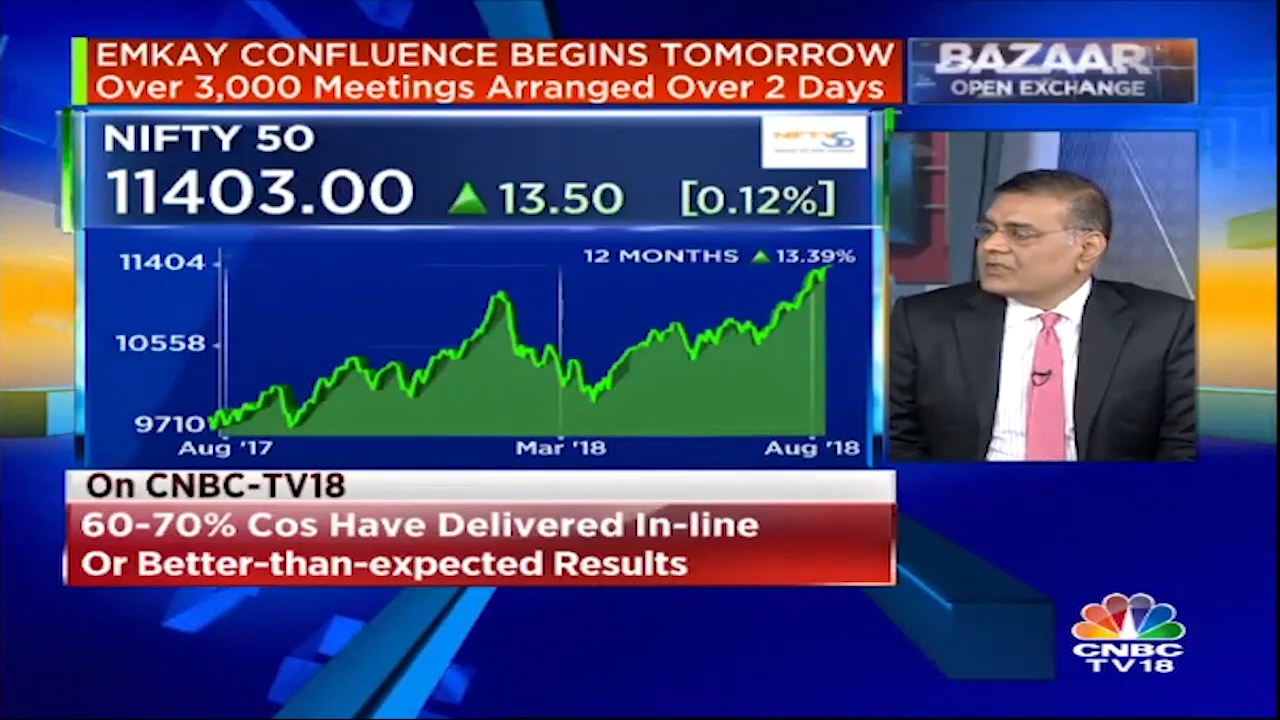 EMKAY CONFLUENCE BEGINS TOMORROW
Over 3,000 Meetings Arranged Over 2 Days
BAZAAR
OPEN EXCHANGE
NIFTY 50
NIFTY 50
11403.00 ▲ 13.50 [0.12%]
12 MONTHS ▲ 13.39%
11404
10558
9710
Aug '17 Mar '18 Aug '18
On CNBC-TV18
60-70% Cos Have Delivered In-line
Or Better-than-expected Results
CNBC
TV18